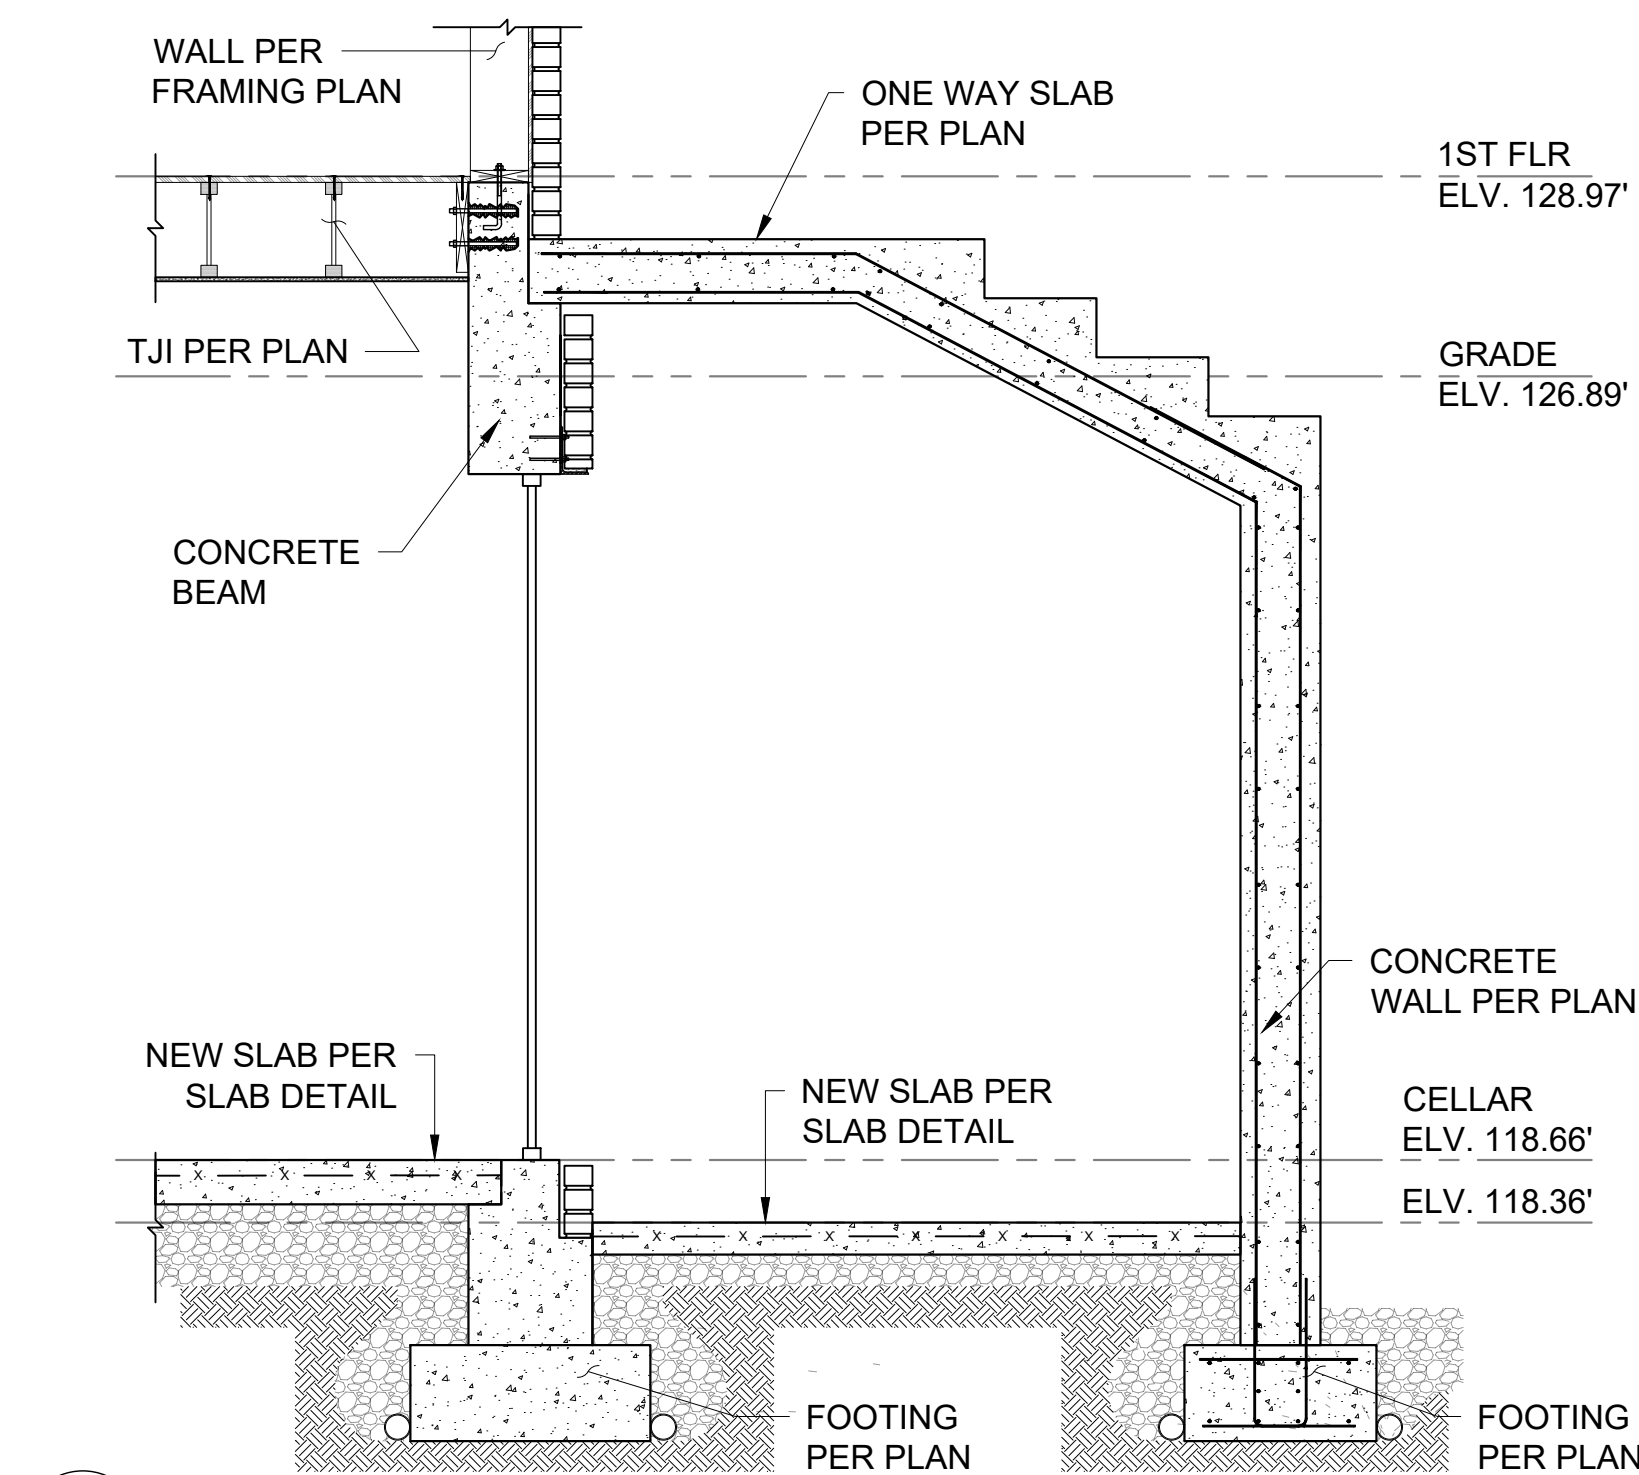 WALL PER
FRAMING PLAN
ONE WAY SLAB
PER PLAN
1ST FLR
ELV. 128.97'
TJI PER PLAN
GRADE
ELV. 126.89'
CONCRETE
BEAM
CONCRETE
WALL PER PLAN
NEW SLAB PER
SLAB DETAIL
NEW SLAB PER
SLAB DETAIL
CELLAR
ELV. 118.66'
ELV. 118.36'
X X X X
X X X X X X X
FOOTING
PER PLAN
FOOTING
PER PLAN